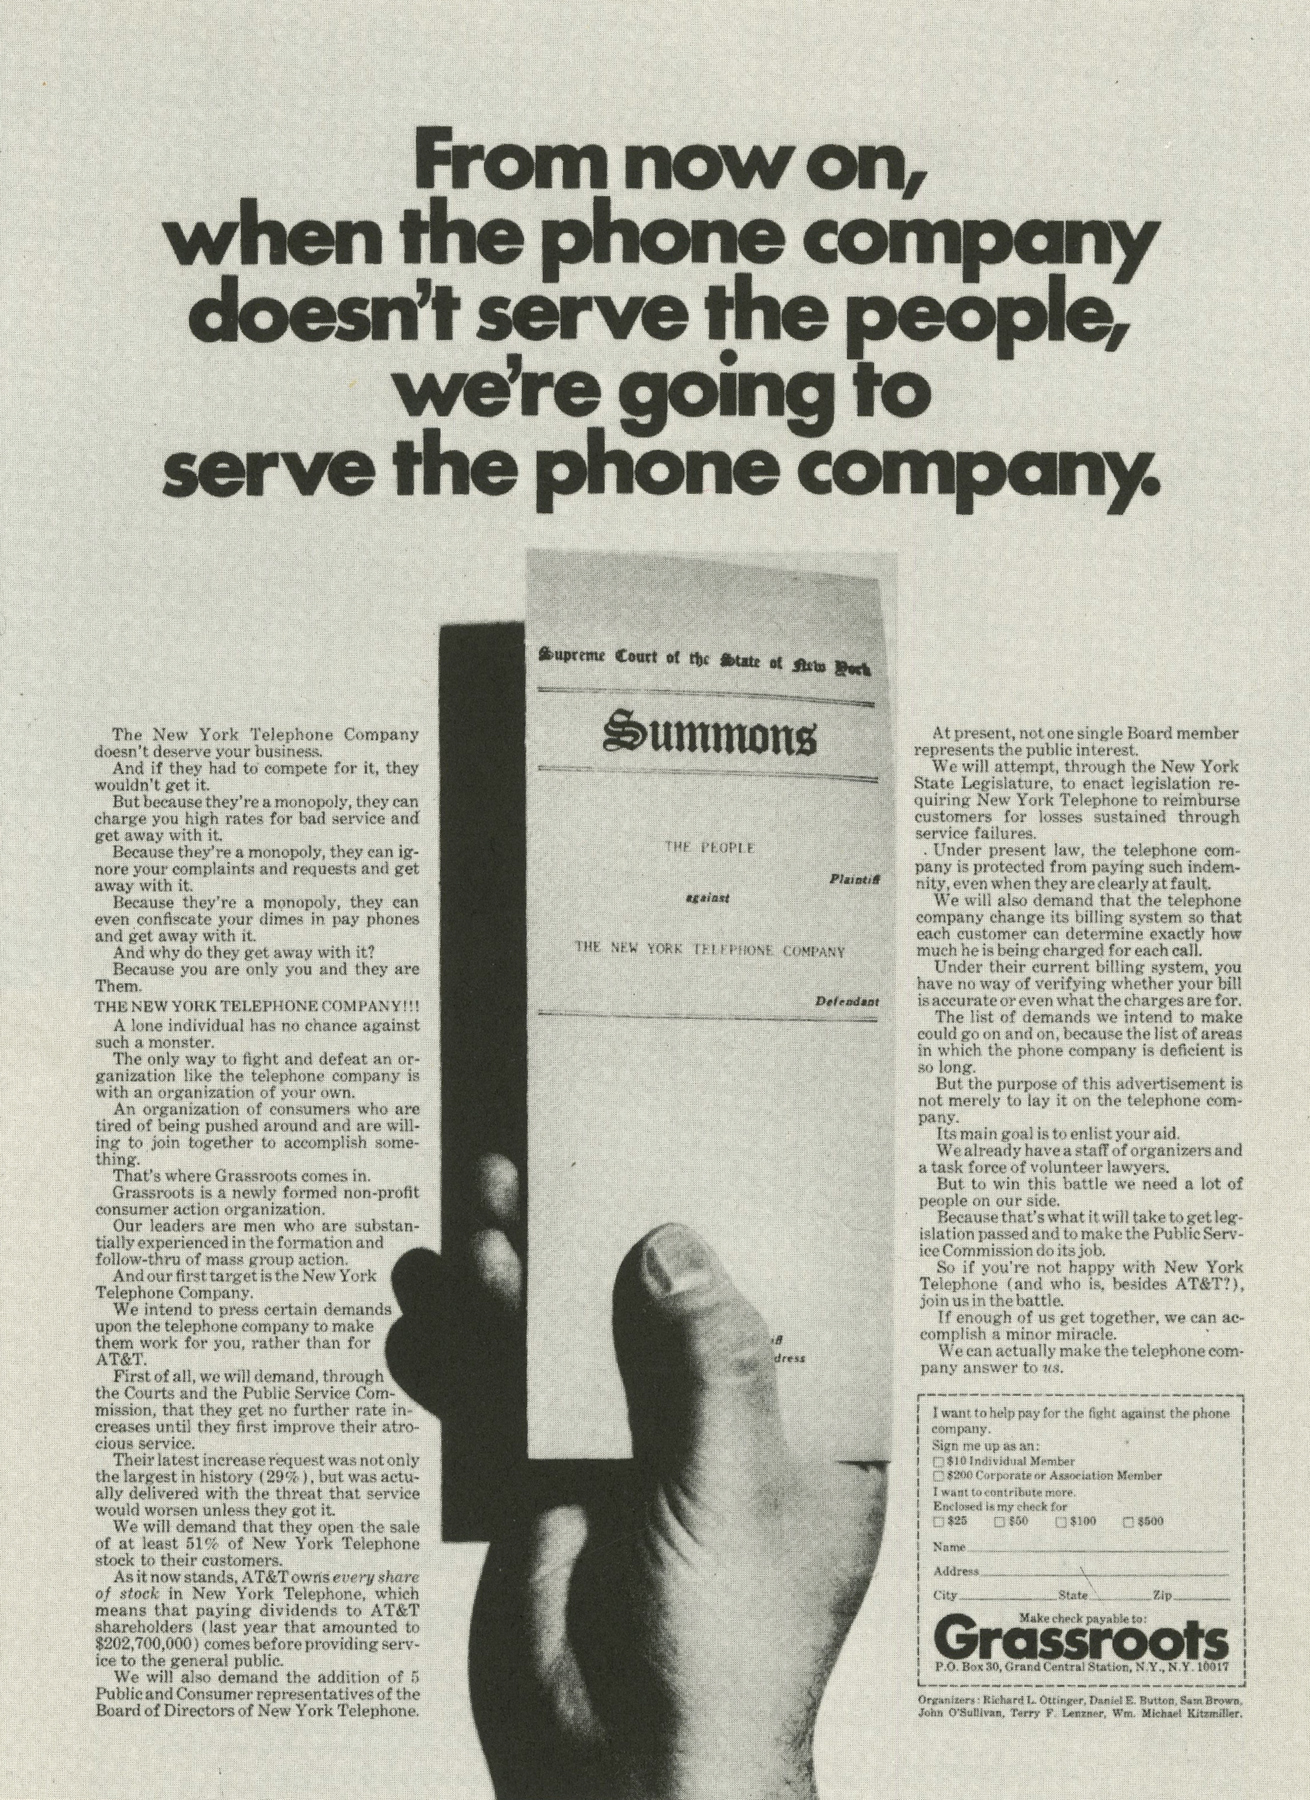 From now on,
when the phone company
doesn't serve the people,
we're going to
serve the phone company.
The New York Telephone Company
doesn't deserve your business.
And if they had to compete for it, they
wouldn't get it.
But because they're a monopoly, they can
charge you high rates for bad service and
get away with it.
Because they're a monopoly, they can ig-
nore your complaints and requests and get
away with it.
Because they're a monopoly, they can
even confiscate your dimes in pay phones
and get away with it.
And why do they get away with it?
Because you are only you and they are
Them.
THE NEW YORK TELEPHONE COMPANY!!!
A lone individual has no chance against
such a monster.
The only way to fight and defeat an or-
ganization like the telephone company is
with an organization of your own.
An organization of consumers who are
tired of being pushed around and are will-
ing to join together to accomplish some-
thing.
That's where Grassroots comes in.
Grassroots is a newly formed non-profit
consumer action organization.
Our leaders are men who are substan-
tially experienced in the formation and
follow-thru of mass group action.
And our first target is the New York
Telephone Company.
We intend to press certain demands
upon the telephone company to make
them work for you, rather than for
AT&T.
First of all, we will demand, through
the Courts and the Public Service Com-
mission, that they get no further rate in-
creases until they first improve their atro-
cious service.
Their latest increase request was not only
the largest in history (29%), but was actu-
ally delivered with the threat that service
would worsen unless they got it.
We will demand that they open the sale
of at least 51% of New York Telephone
stock to their customers.
As it now stands, AT&T owns every share
of stock in New York Telephone, which
means that paying dividends to AT&T
shareholders (last year that amounted to
$202,700,000) comes before providing serv-
ice to the general public.
We will also demand the addition of 5
Public and Consumer representatives of the
Board of Directors of New York Telephone.
Supreme Court of the State of New York
Summons
THE PEOPLE
Plaintiff
against
THE NEW YORK TELEPHONE COMPANY
Defendant
ff
dress
At present, not one single Board member
represents the public interest.
We will attempt, through the New York
State Legislature, to enact legislation re-
quiring New York Telephone to reimburse
customers for losses sustained through
service failures.
Under present law, the telephone com-
pany is protected from paying such indem-
nity, even when they are clearly at fault.
We will also demand that the telephone
company change its billing system so that
each customer can determine exactly how
much he is being charged for each call.
Under their current billing system, you
have no way of verifying whether your bill
is accurate or even what the charges are for.
The list of demands we intend to make
could go on and on, because the list of areas
in which the phone company is deficient is
so long.
But the purpose of this advertisement is
not merely to lay it on the telephone com-
pany.
Its main goal is to enlist your aid.
We already have a staff of organizers and
a task force of volunteer lawyers.
But to win this battle we need a lot of
people on our side.
Because that's what it will take to get leg-
islation passed and to make the Public Serv-
ice Commission do its job.
So if you're not happy with New York
Telephone (and who is, besides AT&T?),
join us in the battle.
If enough of us get together, we can ac-
complish a minor miracle.
We can actually make the telephone com-
pany answer to us.
I want to help pay for the fight against the phone
company.
Sign me up as an:
$10 Individual Member
$200 Corporate or Association Member
I want to contribute more.
Enclosed is my check for
$25 $50 $100 $500
Name
Address
City State Zip
Make check payable to:
Grassroots
P.O. Box 30, Grand Central Station, N.Y., N.Y. 10017
Organizers: Richard L. Ottinger, Daniel E. Button, Sam Brown,
John O'Sullivan, Terry F. Lenzner, Wm. Michael Kitzmiller.